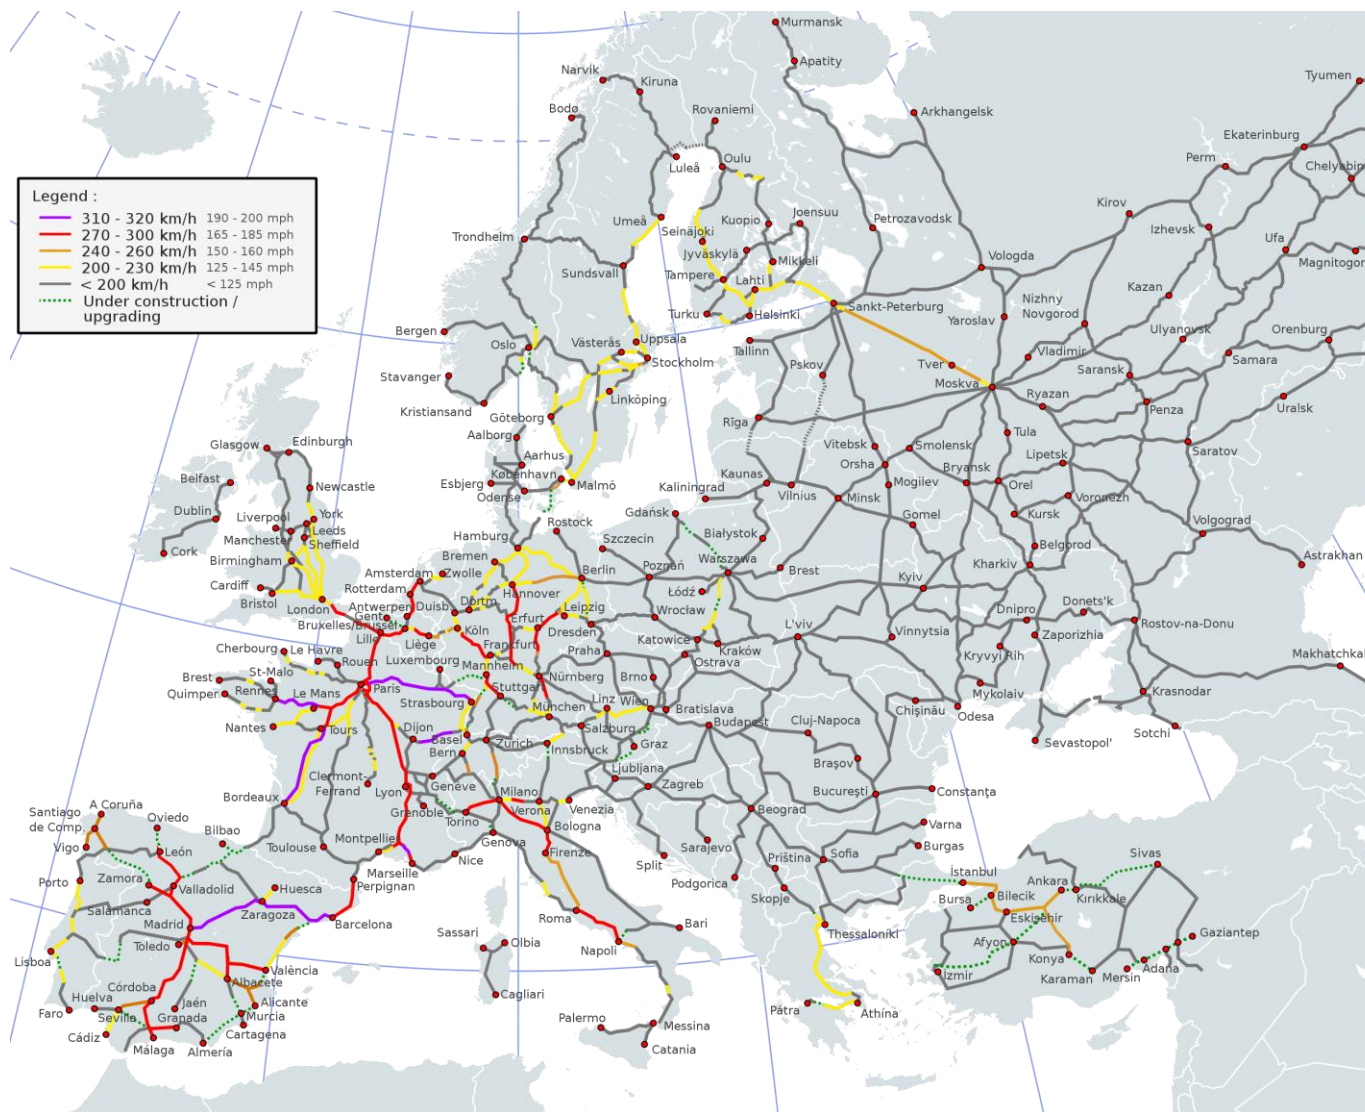 Legend :
310 - 320 km/h 190 - 200 mph
270 - 300 km/h 165 - 185 mph
240 - 260 km/h 150 - 160 mph
200 - 230 km/h 125 - 145 mph
< 200 km/h < 125 mph
Under construction /
upgrading
Murmansk
Apatity
Narvik
Kiruna
Tyumen
Bodø
Rovaniemi
Arkhangelsk
Ekaterinburg
Perm
Chelyabin
Luleå
Oulu
Umeå
Kuopio
Joensuu
Kirov
Izhevsk
Petrozavodsk
Seinäjoki
Trondheim
Jyväskylä
Mikkeli
Ufa
Magnitogor
Vologda
Sundsvall
Tampere
Lahti
Kazan
Sankt-Peterburg
Nizhny
Novgorod
Turku
Helsinki
Yaroslav
Bergen
Oslo
Västerås
Uppsala
Stockholm
Tallinn
Ulyanovsk
Orenburg
Pskov
Tver
Vladimir
Samara
Moskva
Saransk
Stavanger
Linköping
Ryazan
Penza
Uralsk
Kristiansand
Göteborg
Rīga
Aalborg
Tula
Vitebsk
Smolensk
Glasgow
Edinburgh
Aarhus
Orsha
Lipetsk
Saratov
København
Bryansk
Belfast
Newcastle
Esbjerg
Odense
Malmö
Kaunas
Kaliningrad
Vilnius
Minsk
Mogilev
Orel
Voronezh
Dublin
Liverpool
York
Leeds
Manchester
Sheffield
Rostock
Gdańsk
Gomel
Kursk
Volgograd
Cork
Birmingham
Hamburg
Bremen
Szczecin
Białystok
Belgorod
Astrakhan
Cardiff
Bristol
London
Amsterdam
Zwolle
Rotterdam
Berlin
Poznań
Warszawa
Brest
Kharkiv
Antwerpen
Duisb
Dortm
Hannover
Łódź
Kyiv
Gent
Bruxelles/Brussel
Leipzig
Wrocław
Dnipro
Donets'k
Lille
Köln
Erfurt
Dresden
Katowice
L'viv
Vinnytsia
Zaporizhia
Rostov-na-Donu
Liège
Cherbourg
Le Havre
Rouen
Luxembourg
Frankfurt
Praha
Kraków
Ostrava
Kryvyi Rih
Makhatchkal
St-Malo
Mannheim
Nürnberg
Brno
Brest
Quimper
Rennes
Le Mans
Paris
Strasbourg
Stuttgart
Mykolaiv
Krasnodar
Linz
Wien
Bratislava
Chişinău
Odesa
Nantes
Tours
Dijon
Basel
München
Salzburg
Budapest
Cluj-Napoca
Sotchi
Bern
Zürich
Innsbruck
Graz
Sevastopol'
Clermont-
Ferrand
Genève
Ljubljana
Zagreb
Braşov
Bordeaux
Lyon
Milano
Verona
Venezia
Bucureşti
Constanţa
Grenoble
Torino
Beograd
A Coruña
Santiago
de Comp.
Oviedo
Bilbao
Bologna
Varna
Vigo
León
Toulouse
Montpellier
Genova
Firenze
Sarajevo
Burgas
Marseille
Nice
Split
Priština
Sofia
Sivas
Porto
Zamora
Valladolid
Huesca
Perpignan
Podgorica
Skopje
İstanbul
Bilecik
Ankara
Kırıkkale
Bursa
Salamanca
Zaragoza
Roma
Eskişehir
Madrid
Barcelona
Bari
Thessaloníki
Sassari
Olbia
Gaziantep
Toledo
Napoli
Afyon
Lisboa
València
Konya
Karaman
Mersin
Adana
Izmir
Albacete
Córdoba
Huelva
Cagliari
Faro
Sevilla
Jaén
Alicante
Murcia
Granada
Cartagena
Pátra
Athína
Cádiz
Málaga
Almería
Palermo
Messina
Catania